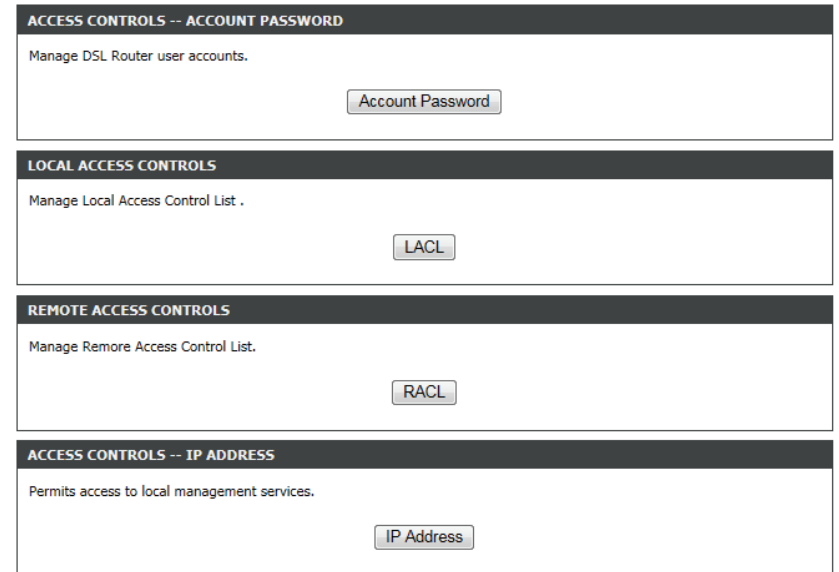 ACCESS CONTROLS -- ACCOUNT PASSWORD
Manage DSL Router user accounts.
Account Password
LOCAL ACCESS CONTROLS
Manage Local Access Control List .
LACL
REMOTE ACCESS CONTROLS
Manage Remore Access Control List.
RACL
ACCESS CONTROLS -- IP ADDRESS
Permits access to local management services.
IP Address